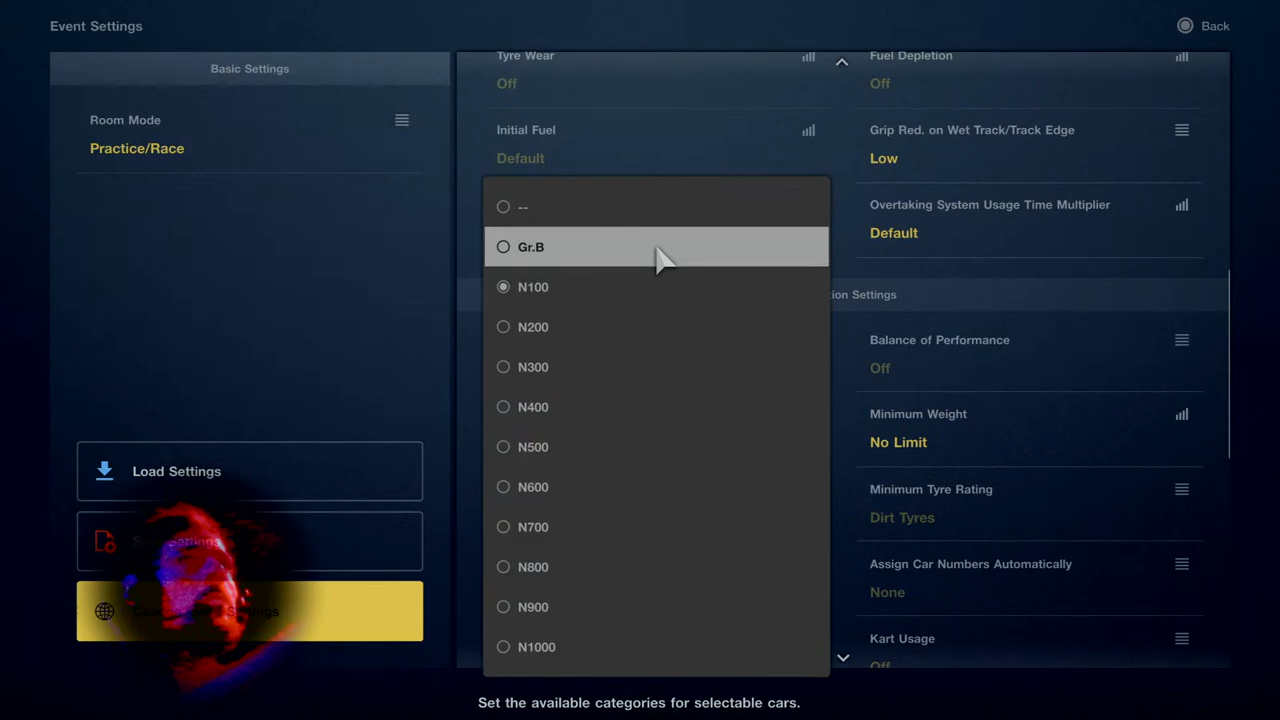 Event Settings
Back
Basic Settings
Room Mode
Practice/Race
Load Settings
Settings
Tyre Wear
Off
Initial Fuel
Default
Fuel Depletion
Off
Grip Red. on Wet Track/Track Edge
Low
Overtaking System Usage Time Multiplier
Default
--
Gr.B
N100
N200
N300
N400
N500
N600
N700
N800
N900
N1000
Settings
Balance of Performance
Off
Minimum Weight
No Limit
Minimum Tyre Rating
Dirt Tyres
Assign Car Numbers Automatically
None
Kart Usage
Off
Set the available categories for selectable cars.